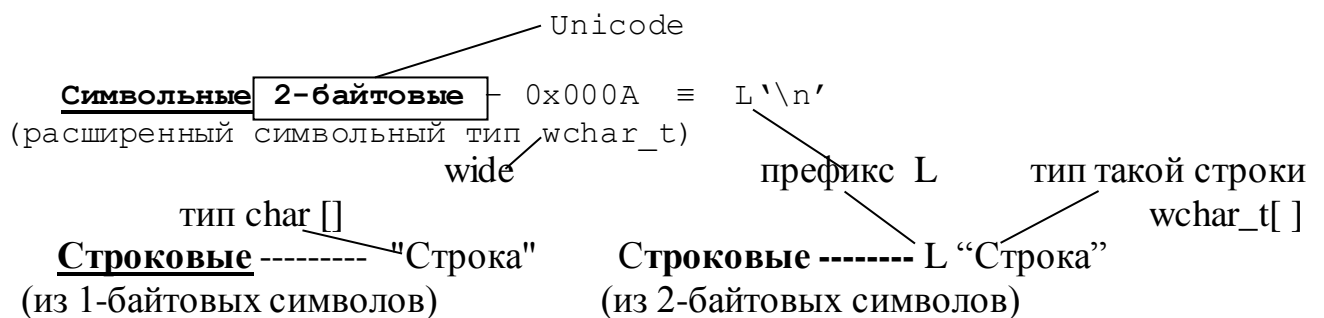 Unicode
Символьные 2-байтовые – 0x000A ≡ L‘\n’
(расширенный символьный тип wchar_t)
wide префикс L тип такой строки
тип char [] wchar_t[ ]
Строковые --------- "Строка" Строковые -------- L “Строка”
(из 1-байтовых символов) (из 2-байтовых символов)